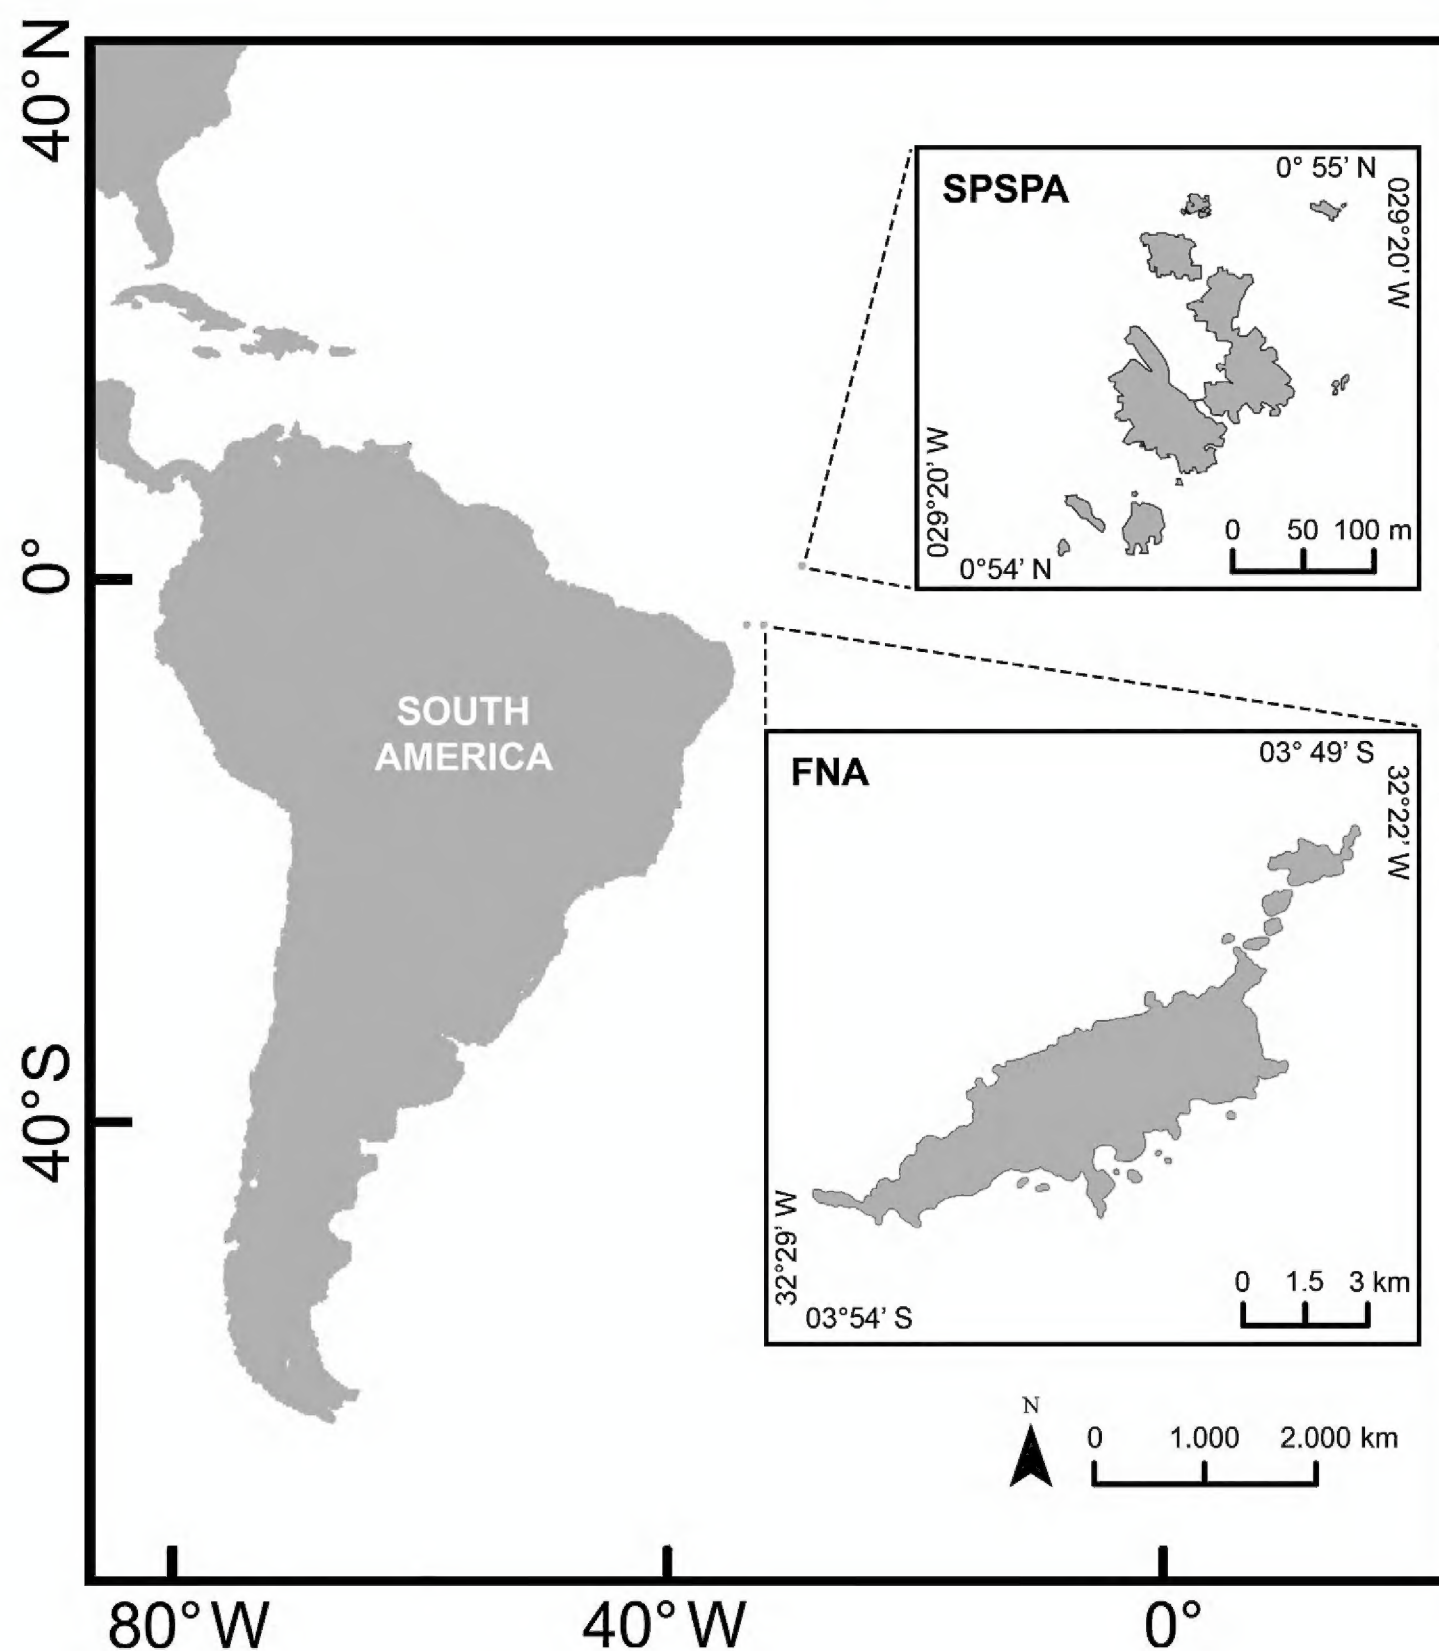 40°N
0°
40°S
80°W
40°W
0°
SOUTH
AMERICA
SPSPA
0° 55’ N
029°20’ W
029°20’ W
0°54’ N
0 50 100 m
FNA
03° 49’ S
32°22’ W
32°29’ W
03°54’ S
0 1.5 3 km
N
0 1.000 2.000 km